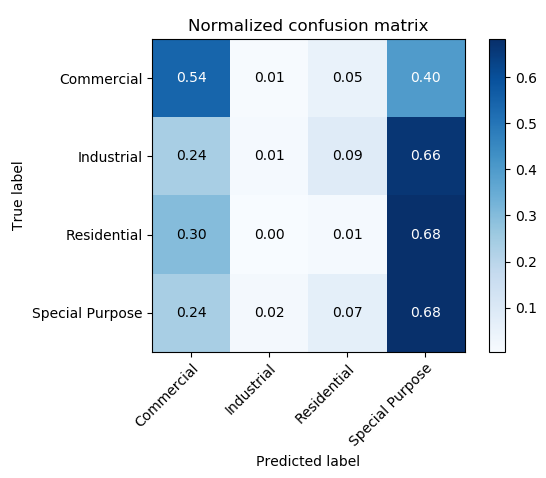 Normalized confusion matrix
True label
Commercial 0.54 0.01 0.05 0.40
Industrial 0.24 0.01 0.09 0.66
Residential 0.30 0.00 0.01 0.68
Special Purpose 0.24 0.02 0.07 0.68
Commercial
Industrial
Residential
Special Purpose
Predicted label
0.6
0.5
0.4
0.3
0.2
0.1